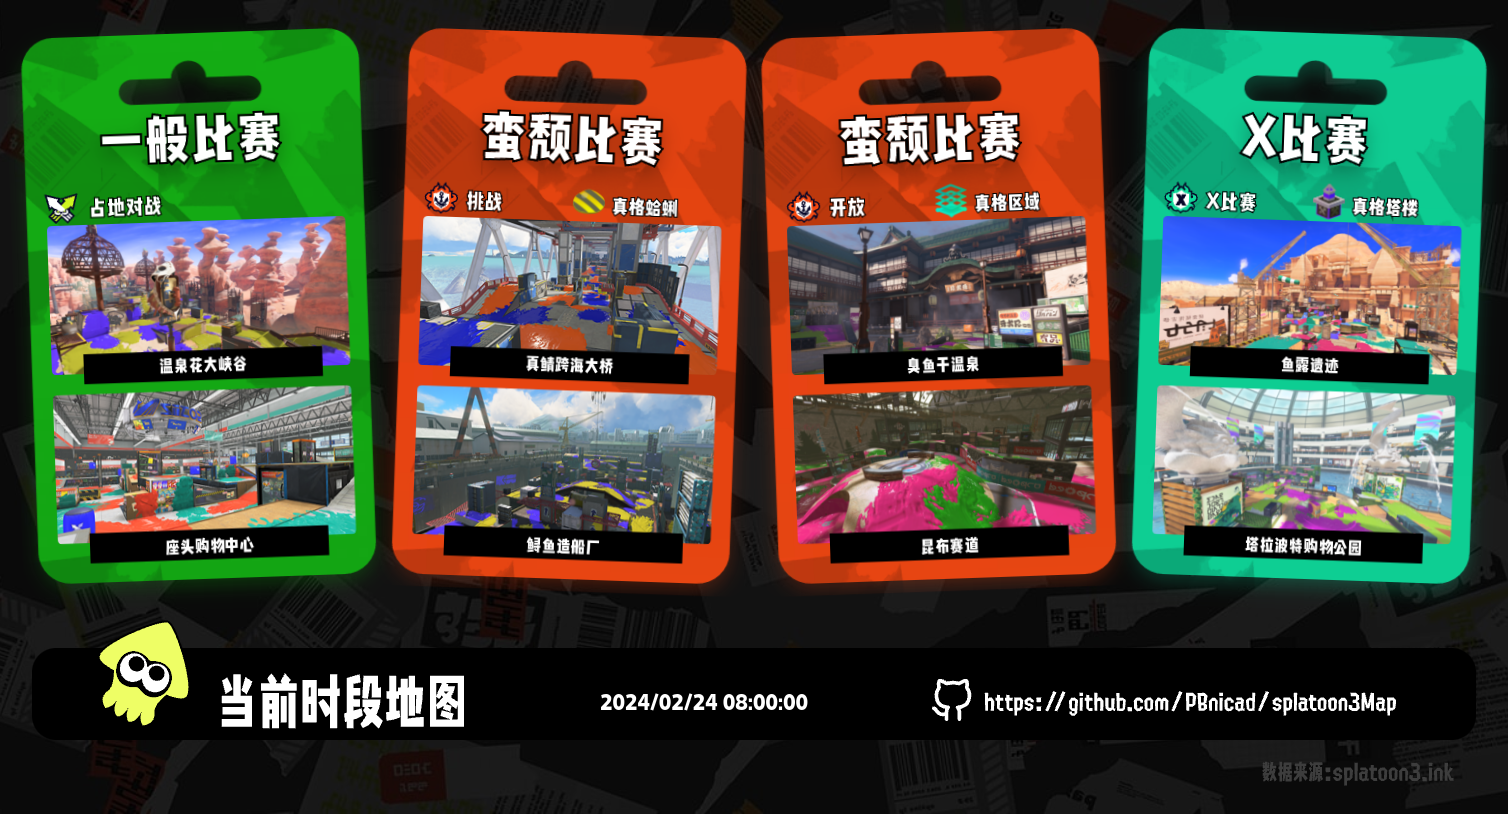 一般比赛
占地对战
温泉花大峡谷
座头购物中心
蛮颓比赛
挑战
真格蛤蜊
真鲭跨海大桥
鲟鱼造船厂
蛮颓比赛
开放
真格区域
臭鱼干温泉
昆布赛道
X比赛
X比赛
真格塔楼
鱼露遗迹
塔拉波特购物公园
当前时段地图
2024/02/24 08:00:00
https://github.com/PBnicad/splatoon3Map
数据来源:splatoon3.ink